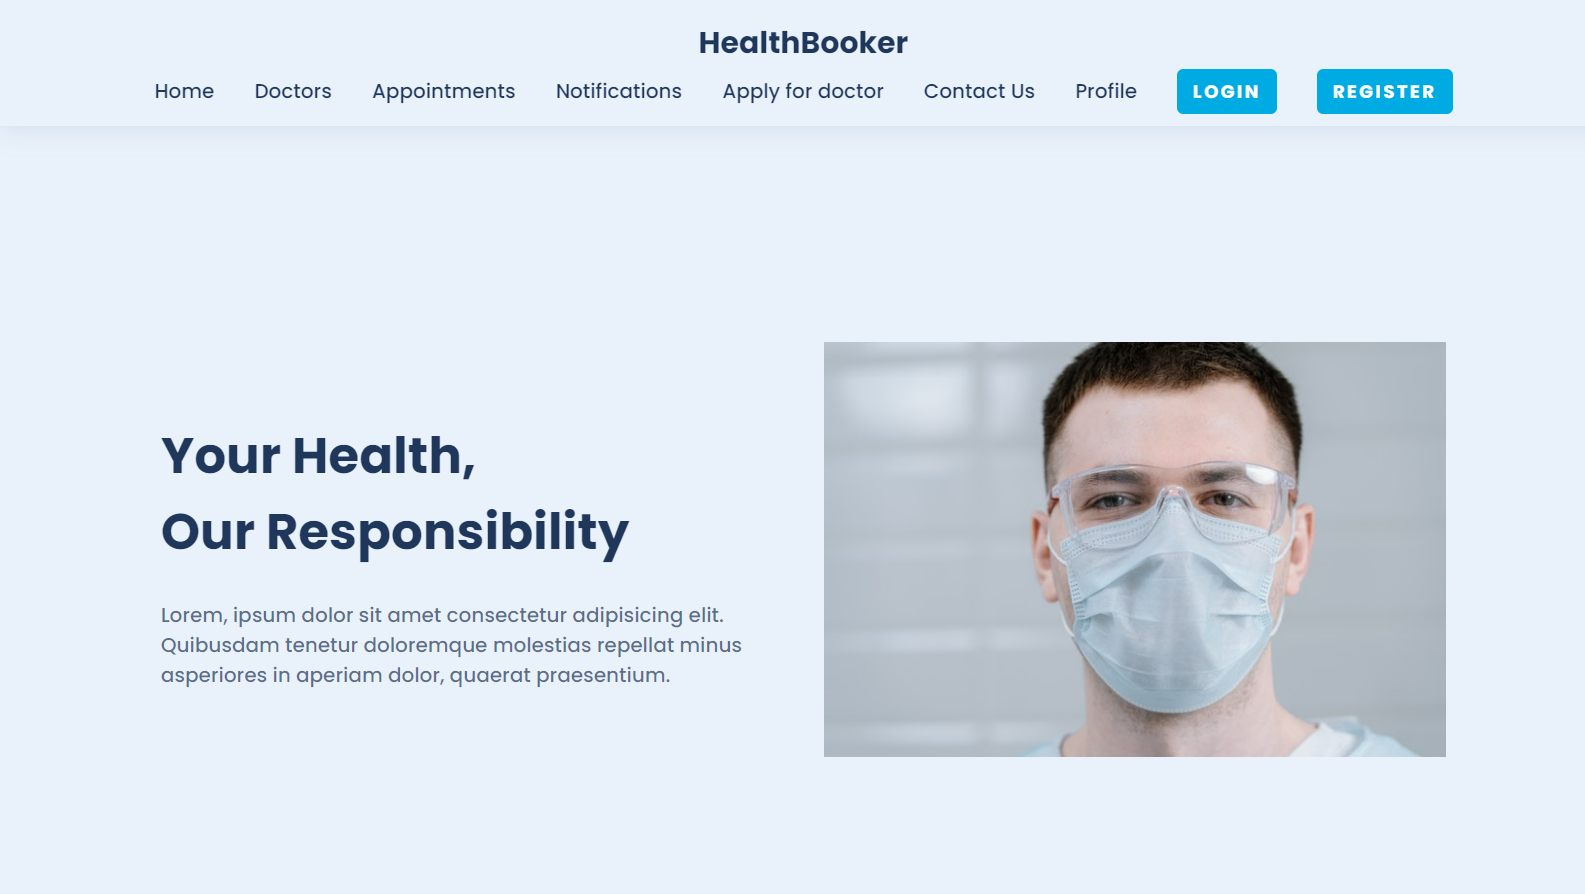 HealthBooker
Home Doctors Appointments Notifications Apply for doctor Contact Us Profile LOGIN REGISTER
Your Health,
Our Responsibility
Lorem, ipsum dolor sit amet consectetur adipisicing elit.
Quibusdam tenetur doloremque molestias repellat minus
asperiores in aperiam dolor, quaerat praesentium.